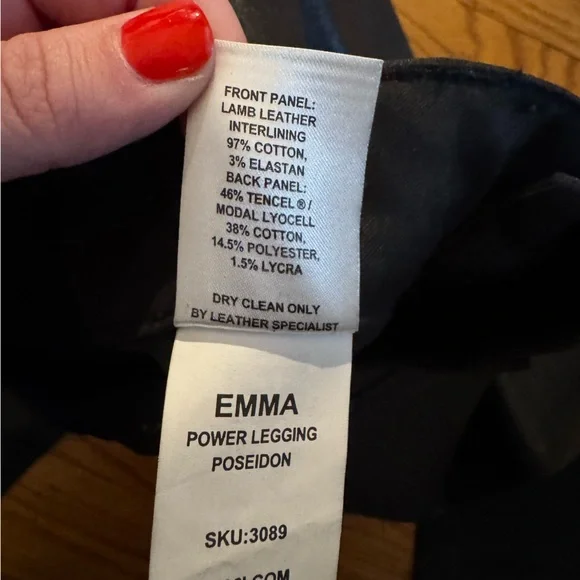 FRONT PANEL:
LAMB LEATHER
INTERLINING
97% COTTON,
3% ELASTAN
BACK PANEL:
46% TENCEL®/
MODAL LYOCELL
38% COTTON,
14.5% POLYESTER,
1.5% LYCRA
DRY CLEAN ONLY
BY LEATHER SPECIALIST
EMMA
POWER LEGGING
POSEIDON
SKU:3089